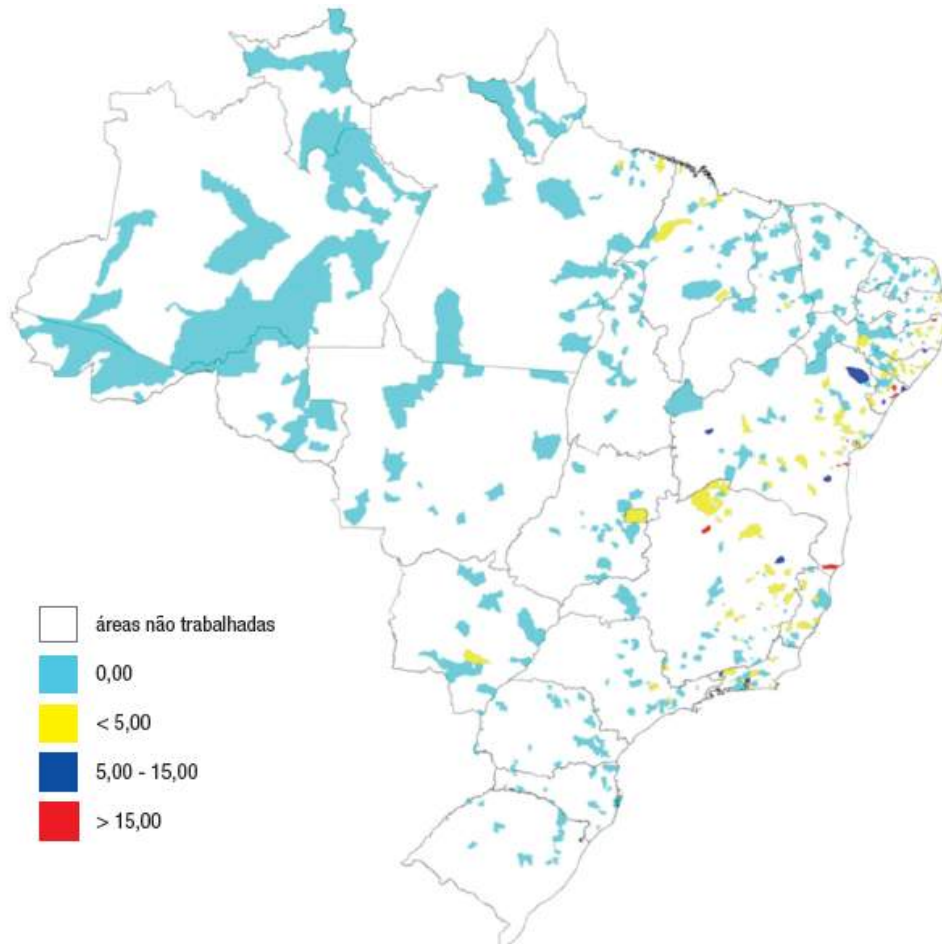 áreas não trabalhadas
0,00
< 5,00
5,00 - 15,00
> 15,00